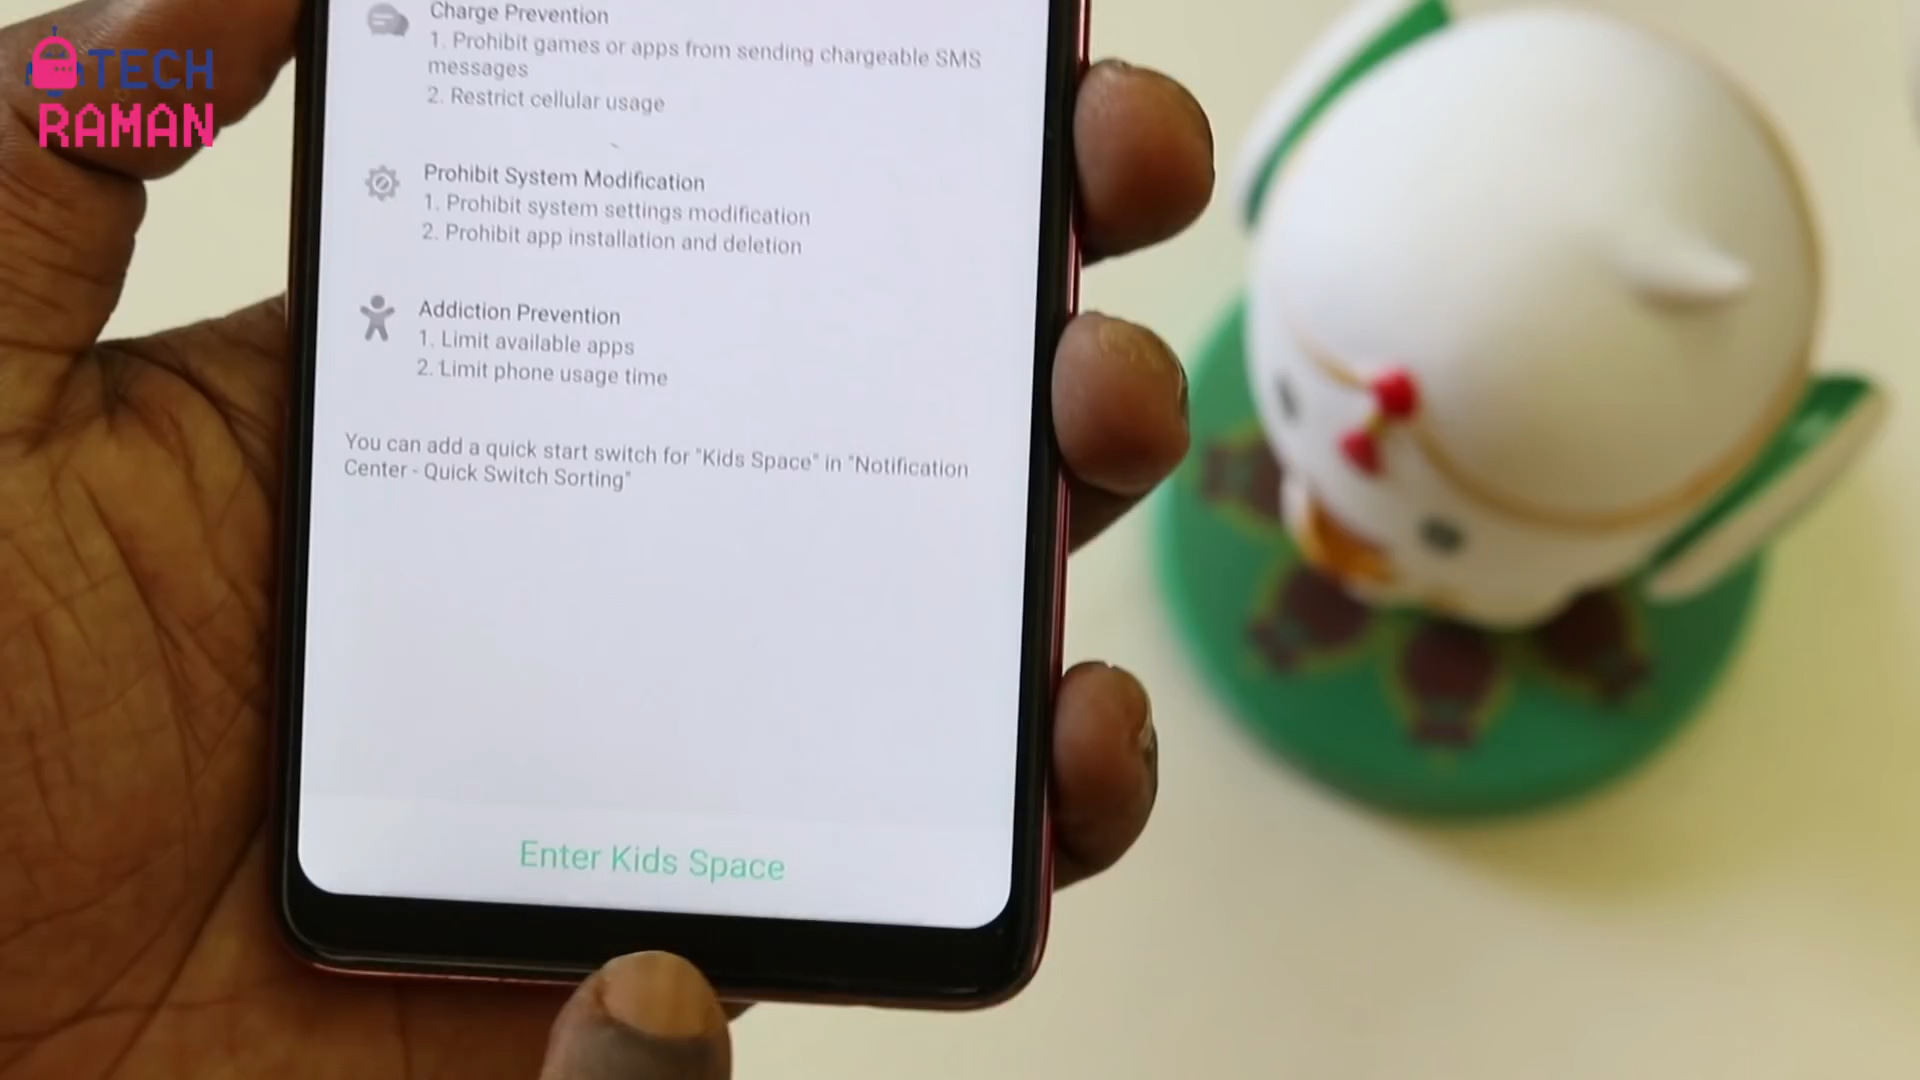 TECH
RAMAN
Charge Prevention
1. Prohibit games or apps from sending chargeable SMS
messages
2. Restrict cellular usage
Prohibit System Modification
1. Prohibit system settings modification
2. Prohibit app installation and deletion
Addiction Prevention
1. Limit available apps
2. Limit phone usage time
You can add a quick start switch for "Kids Space" in "Notification
Center - Quick Switch Sorting"
Enter Kids Space